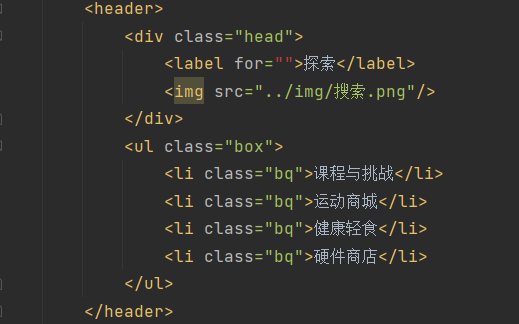 <header>
<div class="head">
<label for="">探索</label>
<img src="../img/搜索.png"/>
</div>
<ul class="box">
<li class="bq">课程与挑战</li>
<li class="bq">运动商城</li>
<li class="bq">健康轻食</li>
<li class="bq">硬件商店</li>
</ul>
</header>